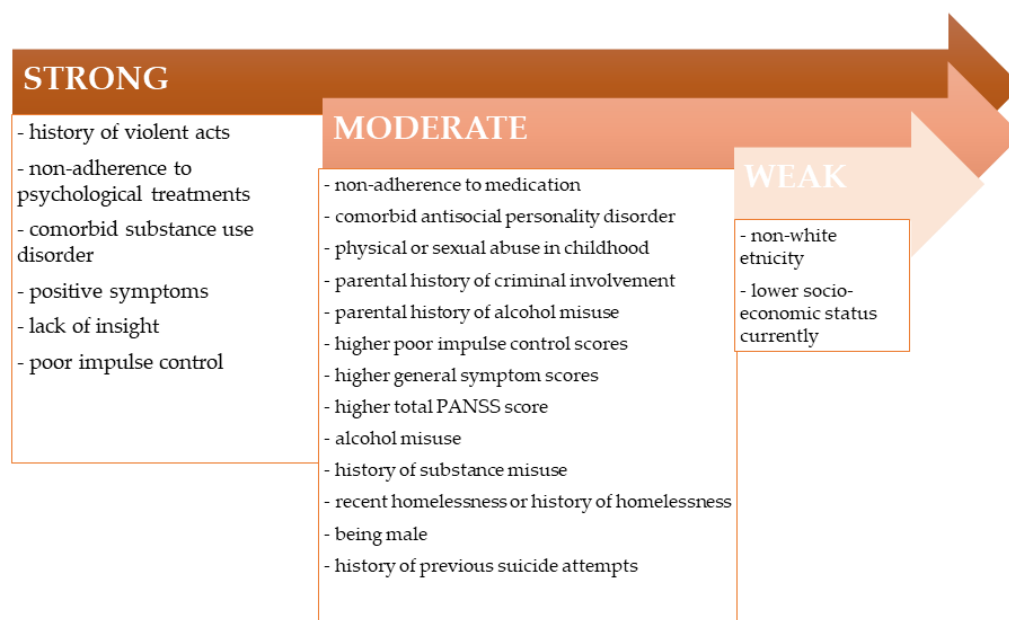 STRONG
- history of violent acts
- non-adherence to
psychological treatments
- comorbid substance use
disorder
- positive symptoms
- lack of insight
- poor impulse control
MODERATE
- non-adherence to medication
- comorbid antisocial personality disorder
- physical or sexual abuse in childhood
- parental history of criminal involvement
- parental history of alcohol misuse
- higher poor impulse control scores
- higher general symptom scores
- higher total PANSS score
- alcohol misuse
- history of substance misuse
- recent homelessness or history of homelessness
- being male
- history of previous suicide attempts
WEAK
- non-white
etnicity
- lower socio-
economic status
currently